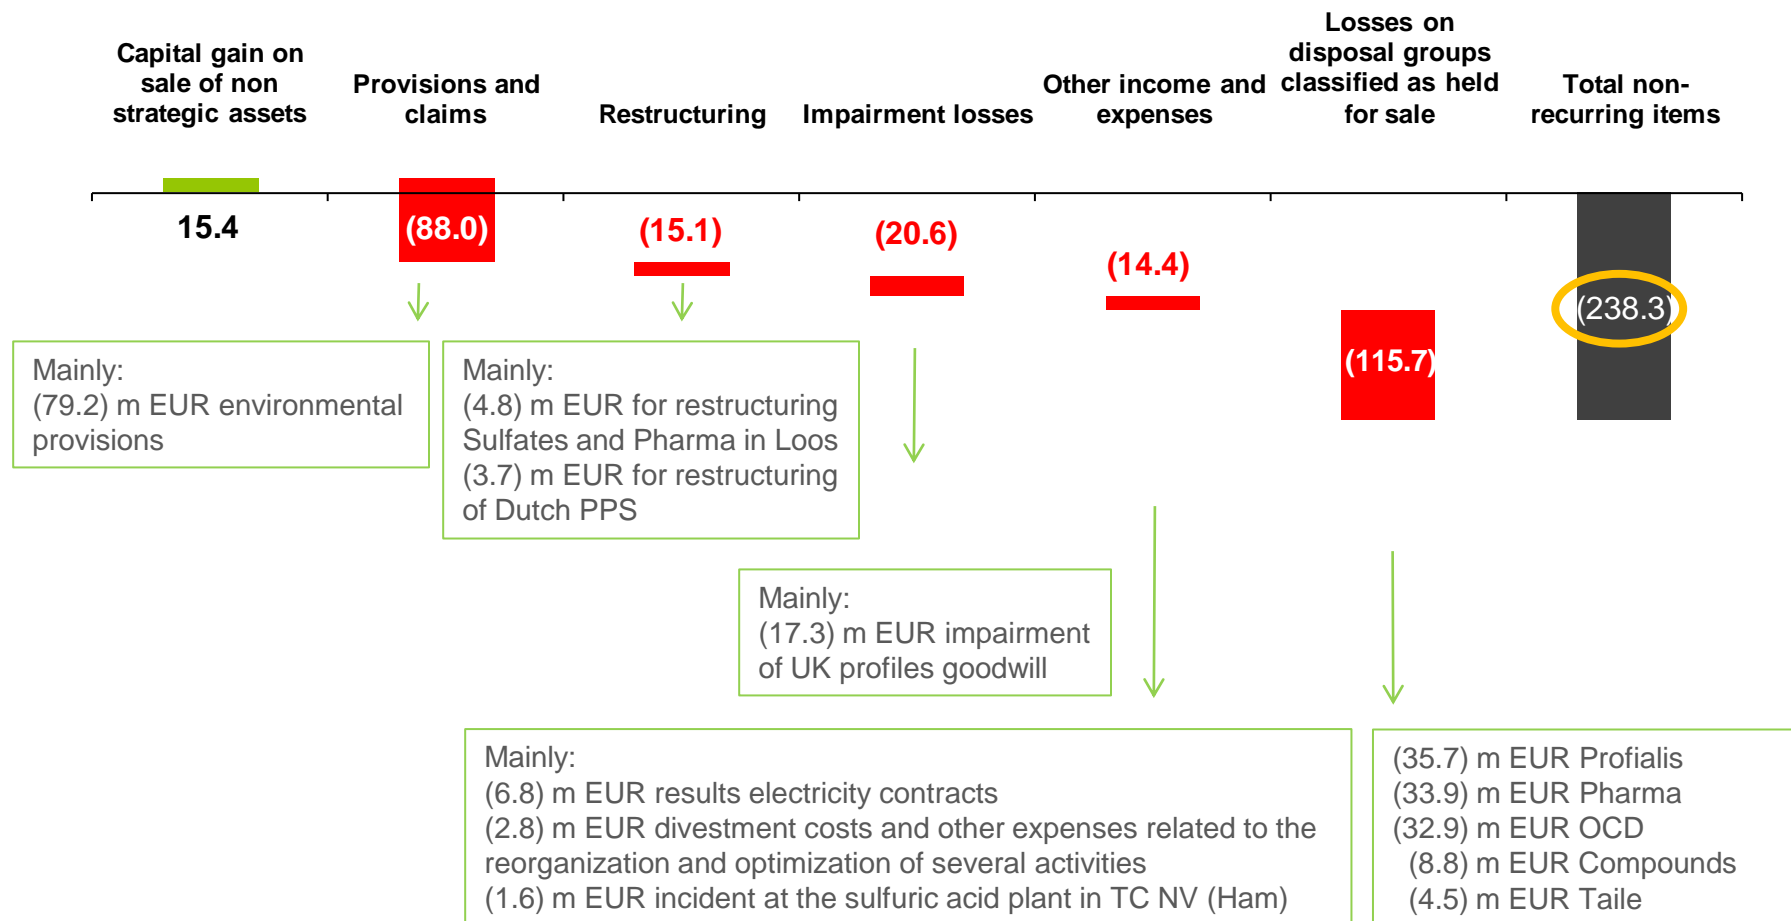 Capital gain on
sale of non
strategic assets
Provisions and
claims
Restructuring
Impairment losses
Other income and
expenses
Losses on
disposal groups
classified as held
for sale
Total non-
recurring items
15.4
(88.0)
(15.1)
(20.6)
(14.4)
(115.7)
(238.3)
Mainly:
(79.2) m EUR environmental
provisions
Mainly:
(4.8) m EUR for restructuring
Sulfates and Pharma in Loos
(3.7) m EUR for restructuring
of Dutch PPS
Mainly:
(17.3) m EUR impairment
of UK profiles goodwill
Mainly:
(6.8) m EUR results electricity contracts
(2.8) m EUR divestment costs and other expenses related to the
reorganization and optimization of several activities
(1.6) m EUR incident at the sulfuric acid plant in TC NV (Ham)
(35.7) m EUR Profialis
(33.9) m EUR Pharma
(32.9) m EUR OCD
(8.8) m EUR Compounds
(4.5) m EUR Taile